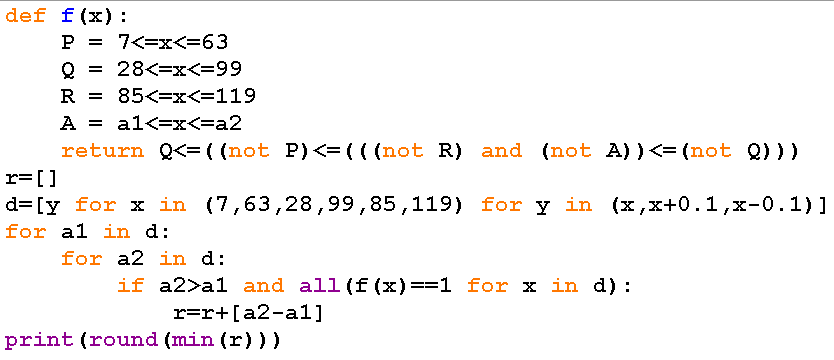 def f(x):
    P = 7<=x<=63
    Q = 28<=x<=99
    R = 85<=x<=119
    A = a1<=x<=a2
    return Q<=((not P)<=(((not R) and (not A))<=(not Q)))
r=[]
d=[y for x in (7,63,28,99,85,119) for y in (x,x+0.1,x-0.1)]
for a1 in d:
    for a2 in d:
        if a2>a1 and all(f(x)==1 for x in d):
            r=r+[a2-a1]
print(round(min(r)))